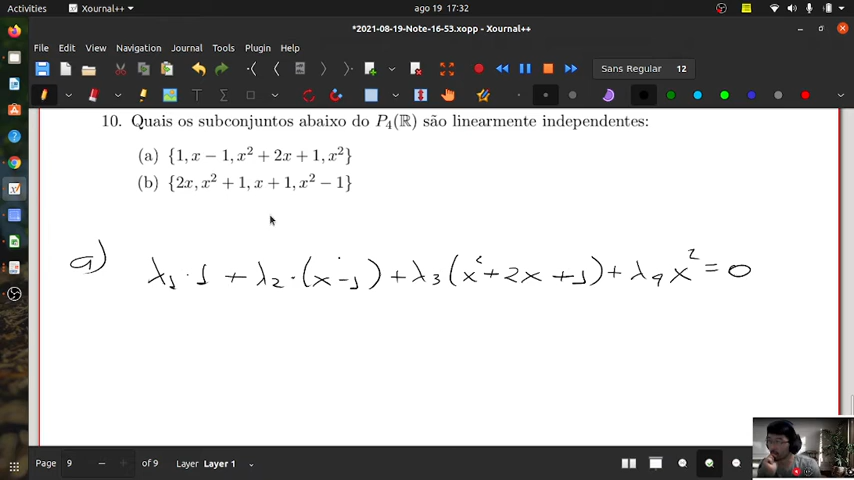 Activities Xournal++ ago 19 17:32
*2021-08-19-Note-16-53.xopp - Xournal++
File Edit View Navigation Journal Tools Plugin Help
Sans Regular 12
10. Quais os subconjuntos abaixo do P₄(ℝ) são linearmente independentes:
(a) {1, x − 1, x² + 2x + 1, x²}
(b) {2x, x² + 1, x + 1, x² − 1}
a) λ₁·1 + λ₂·(x−1) + λ₃(x²+2x+1) + λ₄x² = 0
Page 9 of 9 Layer Layer 1